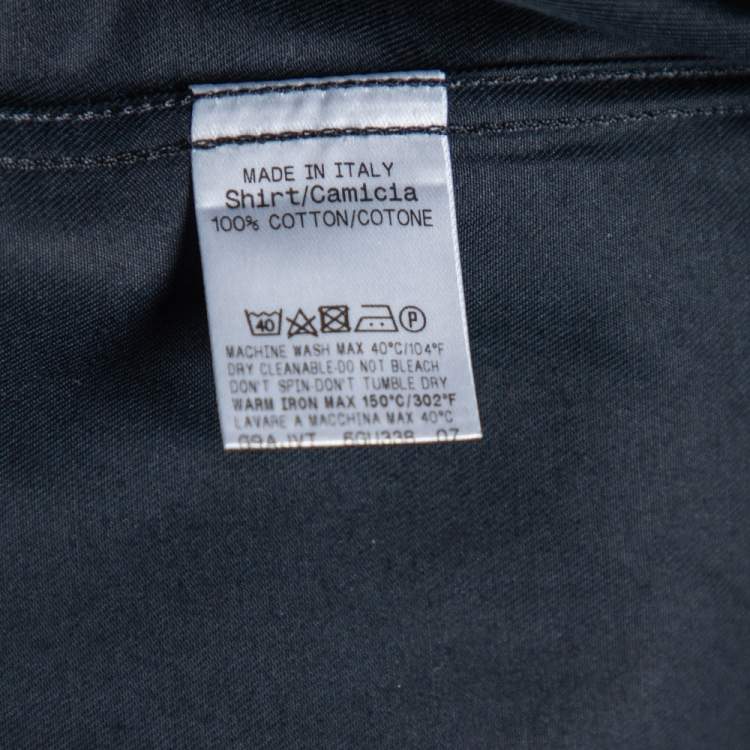 MADE IN ITALY
Shirt/Camicia
100% COTTON/COTONE
40 P
MACHINE WASH MAX 40°C/104°F
DRY CLEANABLE-DO NOT BLEACH
DON'T SPIN-DON'T TUMBLE DRY
WARM IRON MAX 150°C/302°F
LAVARE A MACCHINA MAX 40°C